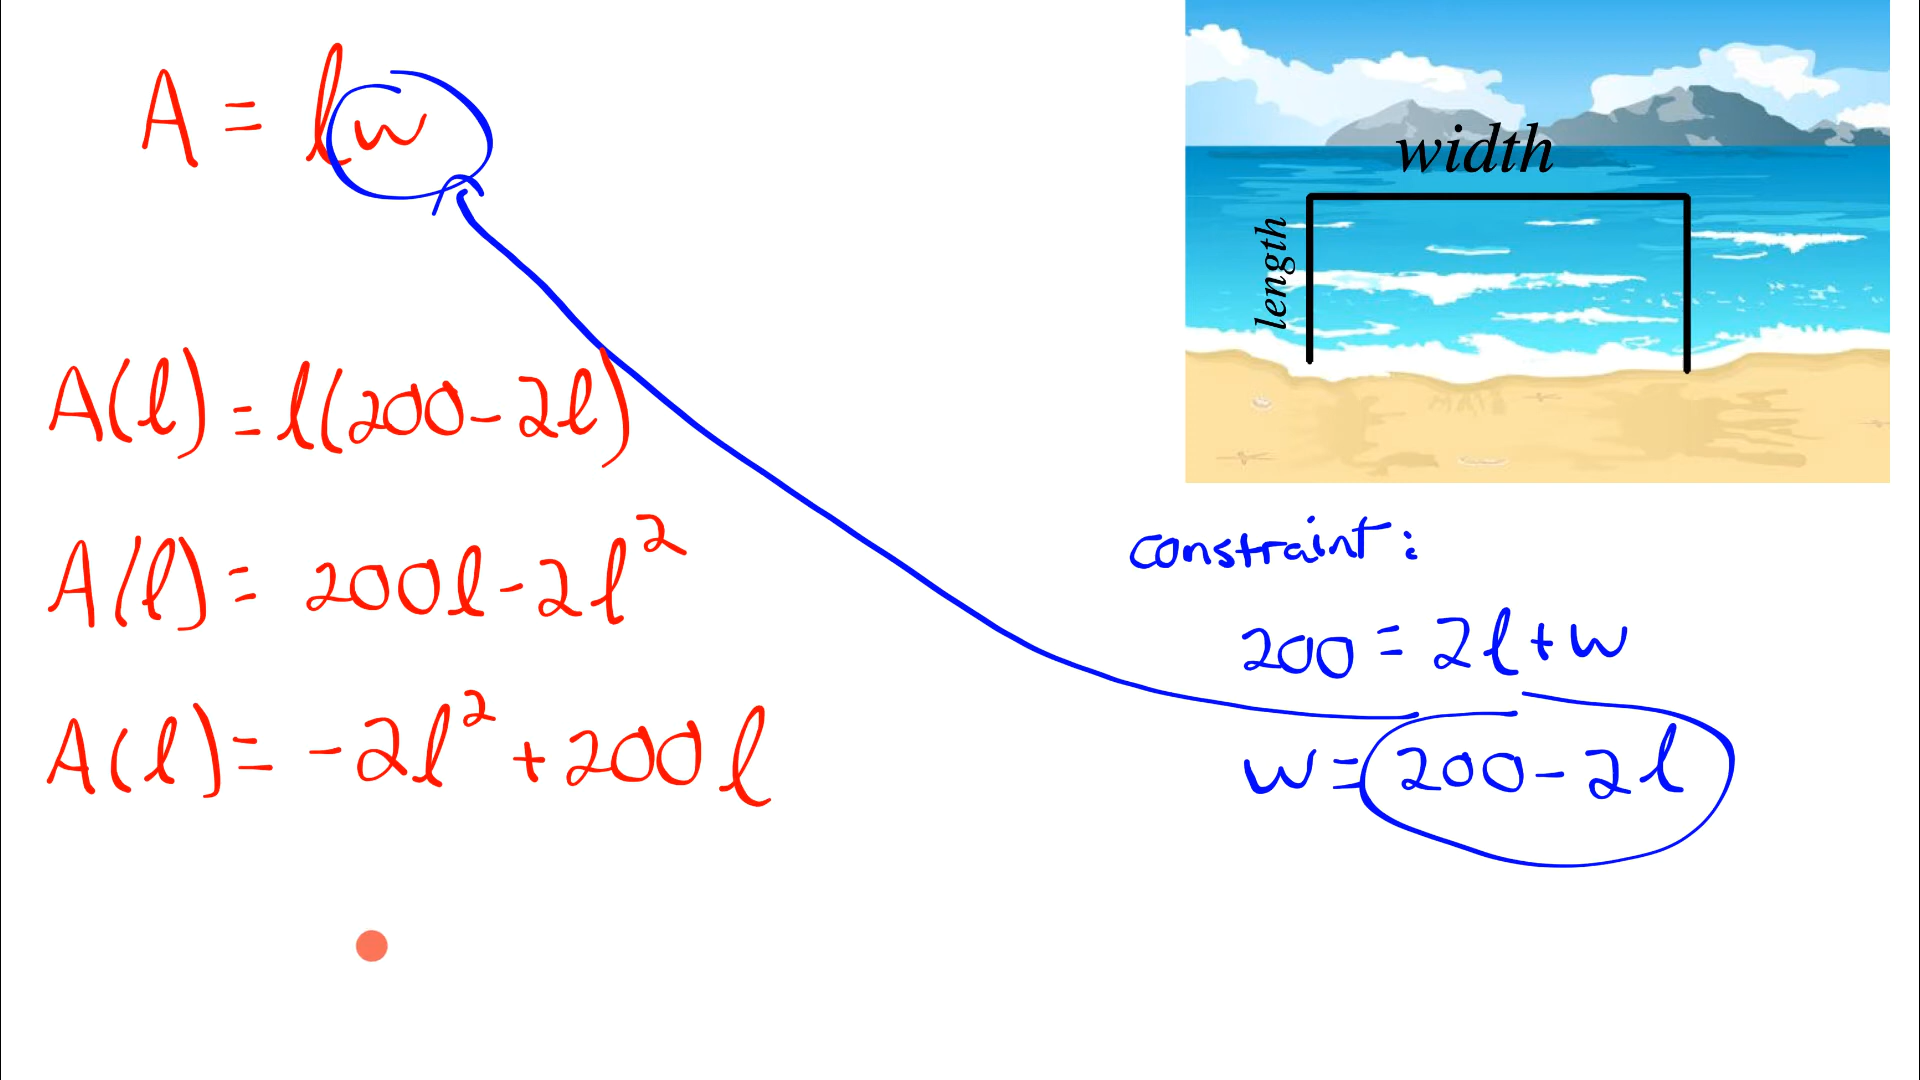 A = lw
A(l) = l(200-2l)
A(l) = 200l-2l²
A(l) = -2l² + 200l
width
length
constraint:
200 = 2l+w
w = 200-2l